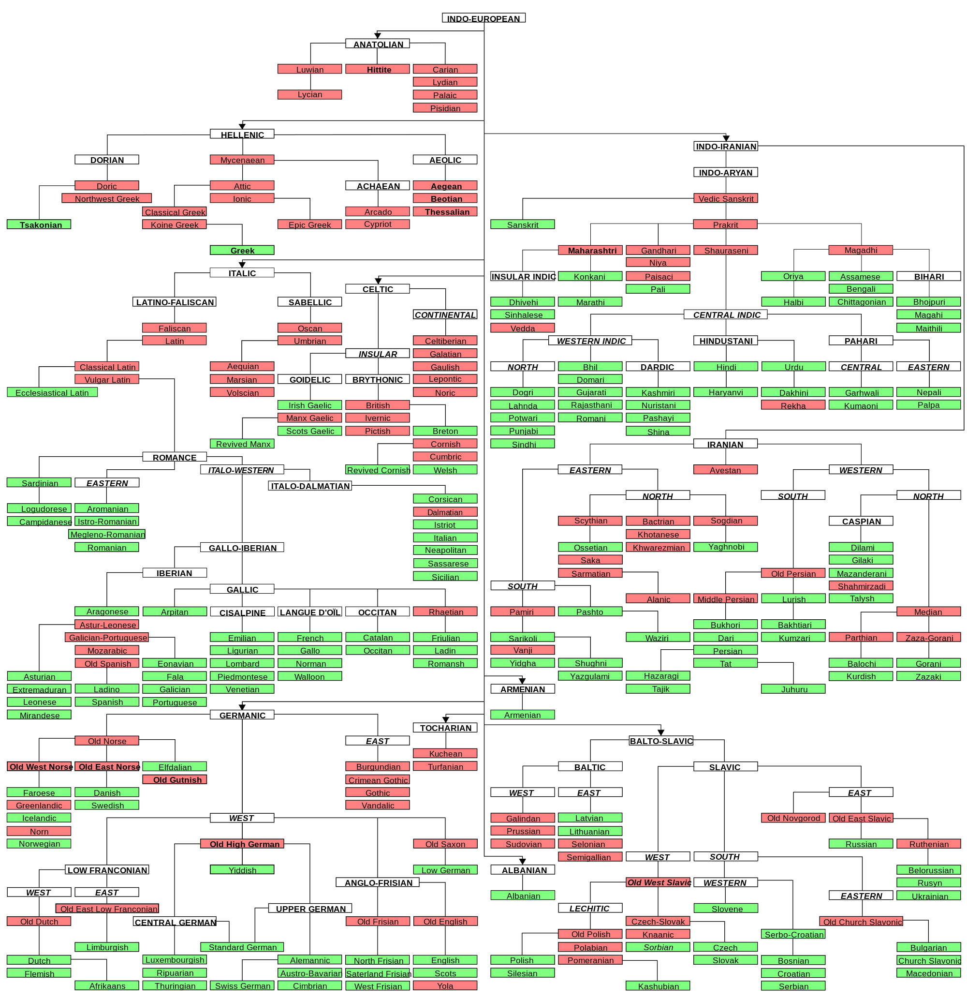 INDO-EUROPEAN
ANATOLIAN
Luwian
Hittite
Carian
Lydian
Lycian
Palaic
Pisidian
HELLENIC
DORIAN
Mycenaean
AEOLIC
Doric
Attic
ACHAEAN
Aegean
Northwest Greek
Ionic
Beotian
Classical Greek
Arcado
Thessalian
Tsakonian
Koine Greek
Epic Greek
Cypriot
Greek
ITALIC
LATINO-FALISCAN
SABELLIC
Faliscan
Oscan
Latin
Umbrian
Classical Latin
Aequian
Vulgar Latin
Marsian
Ecclesiastical Latin
Volscian
CELTIC
CONTINENTAL
Celtiberian
INSULAR
Galatian
Gaulish
GOIDELIC
BRYTHONIC
Lepontic
Noric
Irish Gaelic
British
Manx Gaelic
Ivernic
Scots Gaelic
Pictish
Breton
Revived Manx
Cornish
Cumbric
Revived Cornish
Welsh
ROMANCE
ITALO-WESTERN
Sardinian
EASTERN
ITALO-DALMATIAN
Logudorese
Aromanian
Corsican
Campidanese
Istro-Romanian
Dalmatian
Megleno-Romanian
Istriot
Romanian
Italian
Neapolitan
Sassarese
Sicilian
GALLO-IBERIAN
IBERIAN
GALLIC
Aragonese
Arpitan
CISALPINE
LANGUE D'OÏL
OCCITAN
Rhaetian
Astur-Leonese
Galician-Portuguese
Emilian
French
Catalan
Friulian
Mozarabic
Ligurian
Gallo
Occitan
Ladin
Old Spanish
Eonavian
Lombard
Norman
Romansh
Asturian
Fala
Piedmontese
Walloon
Extremaduran
Ladino
Galician
Venetian
Leonese
Spanish
Portuguese
Mirandese
GERMANIC
TOCHARIAN
Old Norse
EAST
Kuchean
Old West Norse
Old East Norse
Elfdalian
Burgundian
Turfanian
Old Gutnish
Crimean Gothic
Faroese
Danish
Gothic
Greenlandic
Swedish
Vandalic
Icelandic
WEST
Norn
Norwegian
Old High German
Old Saxon
LOW FRANCONIAN
Yiddish
Low German
ANGLO-FRISIAN
WEST
EAST
Old East Low Franconian
UPPER GERMAN
Old Dutch
CENTRAL GERMAN
Old Frisian
Old English
Limburgish
Standard German
Dutch
Luxembourgish
Alemannic
North Frisian
English
Flemish
Ripuarian
Austro-Bavarian
Saterland Frisian
Scots
Afrikaans
Thuringian
Swiss German
Cimbrian
West Frisian
Yola
INDO-IRANIAN
INDO-ARYAN
Vedic Sanskrit
Sanskrit
Prakrit
Maharashtri
Gandhari
Shauraseni
Magadhi
Niya
INSULAR INDIC
Konkani
Paisaci
Oriya
Assamese
BIHARI
Pali
Bengali
Dhivehi
Marathi
Halbi
Chittagonian
Bhojpuri
Sinhalese
CENTRAL INDIC
Magahi
Vedda
Maithili
WESTERN INDIC
HINDUSTANI
PAHARI
NORTH
Bhil
DARDIC
Hindi
Urdu
CENTRAL
EASTERN
Domari
Dogri
Gujarati
Kashmiri
Haryanvi
Dakhini
Garhwali
Nepali
Lahnda
Rajasthani
Nuristani
Rekha
Kumaoni
Palpa
Potwari
Romani
Pashayi
Punjabi
Shina
Sindhi
IRANIAN
EASTERN
Avestan
WESTERN
NORTH
SOUTH
NORTH
Scythian
Bactrian
Sogdian
CASPIAN
Khotanese
Ossetian
Khwarezmian
Yaghnobi
Dilami
Saka
Gilaki
Sarmatian
Old Persian
Mazanderani
SOUTH
Shahmirzadi
Alanic
Middle Persian
Lurish
Talysh
Pamiri
Pashto
Median
Bukhori
Bakhtiari
Sarikoli
Waziri
Dari
Kumzari
Parthian
Zaza-Gorani
Vanji
Persian
Yidgha
Shughni
Tat
Balochi
Gorani
Yazgulami
Hazaragi
Kurdish
Zazaki
Tajik
Juhuru
ARMENIAN
Armenian
BALTO-SLAVIC
BALTIC
SLAVIC
WEST
EAST
EAST
Galindan
Latvian
Old Novgorod
Old East Slavic
Prussian
Lithuanian
Sudovian
Selonian
Russian
Ruthenian
Semigallian
WEST
SOUTH
ALBANIAN
Belorussian
Old West Slavic
WESTERN
Rusyn
Albanian
EASTERN
Ukrainian
LECHITIC
Slovene
Czech-Slovak
Old Church Slavonic
Old Polish
Knaanic
Serbo-Croatian
Polabian
Sorbian
Czech
Bulgarian
Polish
Pomeranian
Slovak
Bosnian
Church Slavonic
Silesian
Croatian
Macedonian
Kashubian
Serbian